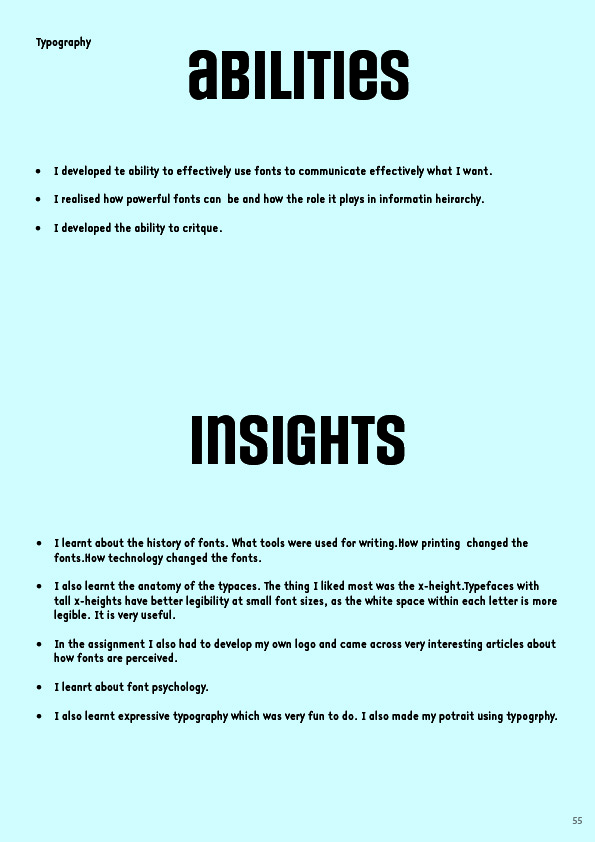 Typography
aBILITIes
• I developed te ability to effectively use fonts to communicate effectively what I want.
• I realised how powerful fonts can  be and how the role it plays in informatin heirarchy.
• I developed the ability to critque.
InSIGHTS
• I learnt about the history of fonts. What tools were used for writing.How printing  changed the
fonts.How technology changed the fonts.
• I also learnt the anatomy of the typaces. The thing I liked most was the x-height.Typefaces with
tall x-heights have better legibility at small font sizes, as the white space within each letter is more
legible. It is very useful.
• In the assignment I also had to develop my own logo and came across very interesting articles about
how fonts are perceived.
• I leanrt about font psychology.
• I also learnt expressive typography which was very fun to do. I also made my potrait using typogrphy.
55